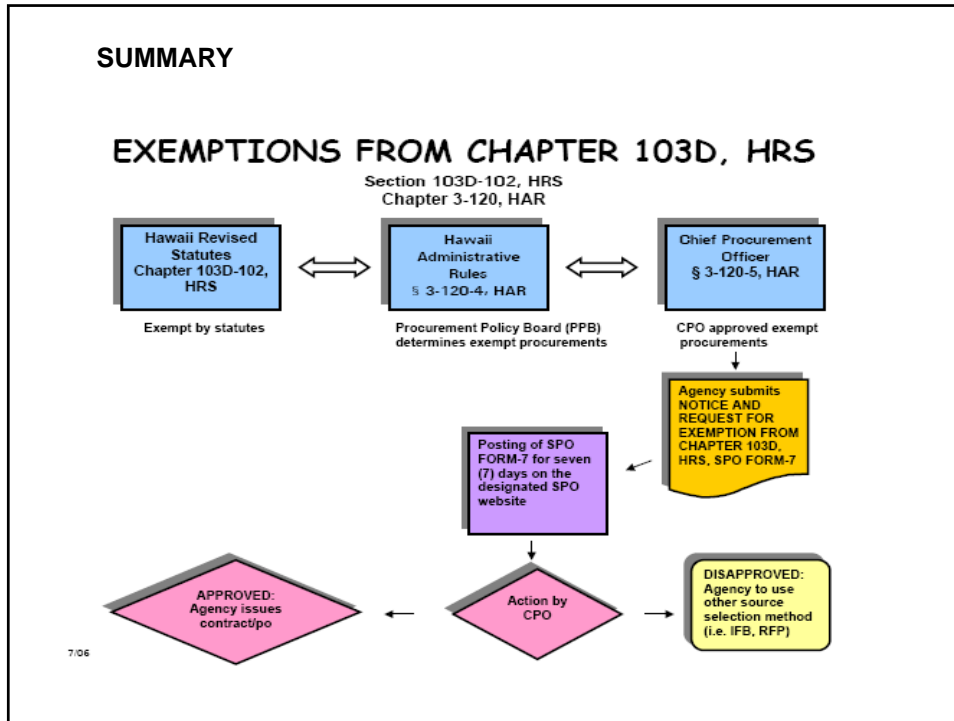 SUMMARY
EXEMPTIONS FROM CHAPTER 103D, HRS
Section 103D-102, HRS
Chapter 3-120, HAR
Hawaii Revised
Statutes
Chapter 103D-102,
HRS
Hawaii
Administrative
Rules
§ 3-120-4, HAR
Chief Procurement
Officer
§ 3-120-5, HAR
Exempt by statutes
Procurement Policy Board (PPB)
determines exempt procurements
CPO approved exempt
procurements
Agency submits
NOTICE AND
REQUEST FOR
EXEMPTION FROM
CHAPTER 103D,
HRS, SPO FORM-7
Posting of SPO
FORM-7 for seven
(7) days on the
designated SPO
website
APPROVED:
Agency issues
contract/po
Action by
CPO
DISAPPROVED:
Agency to use
other source
selection method
(i.e. IFB, RFP)
7/06